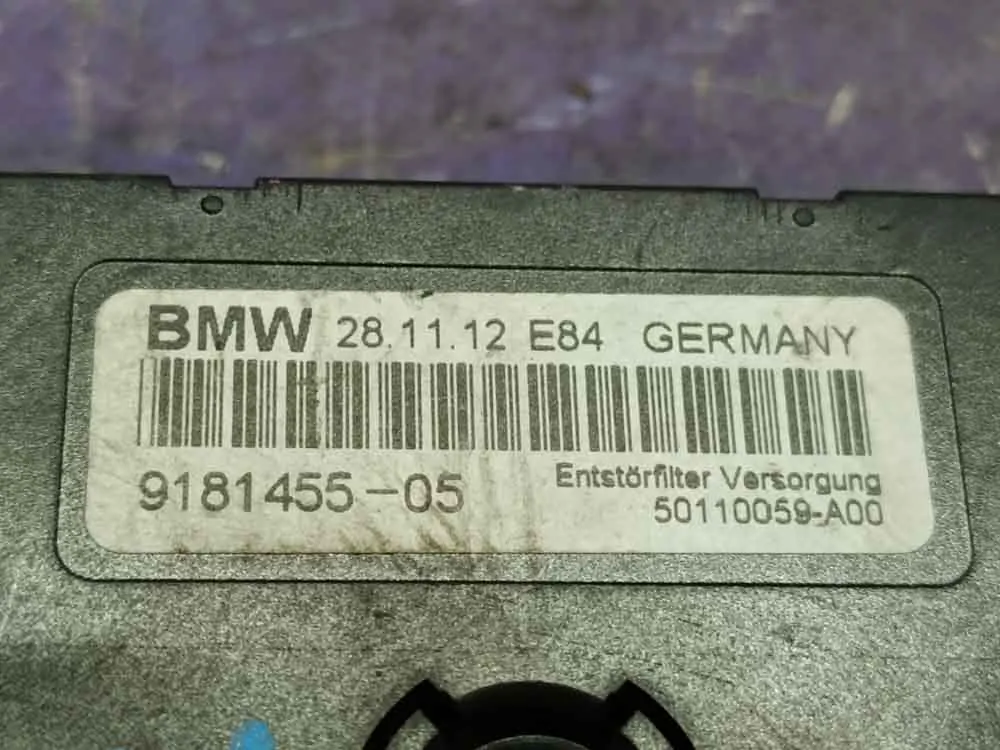 BMW 28.11.12 E84 GERMANY
9181455-05
Entstörfilter Versorgung
50110059-A00